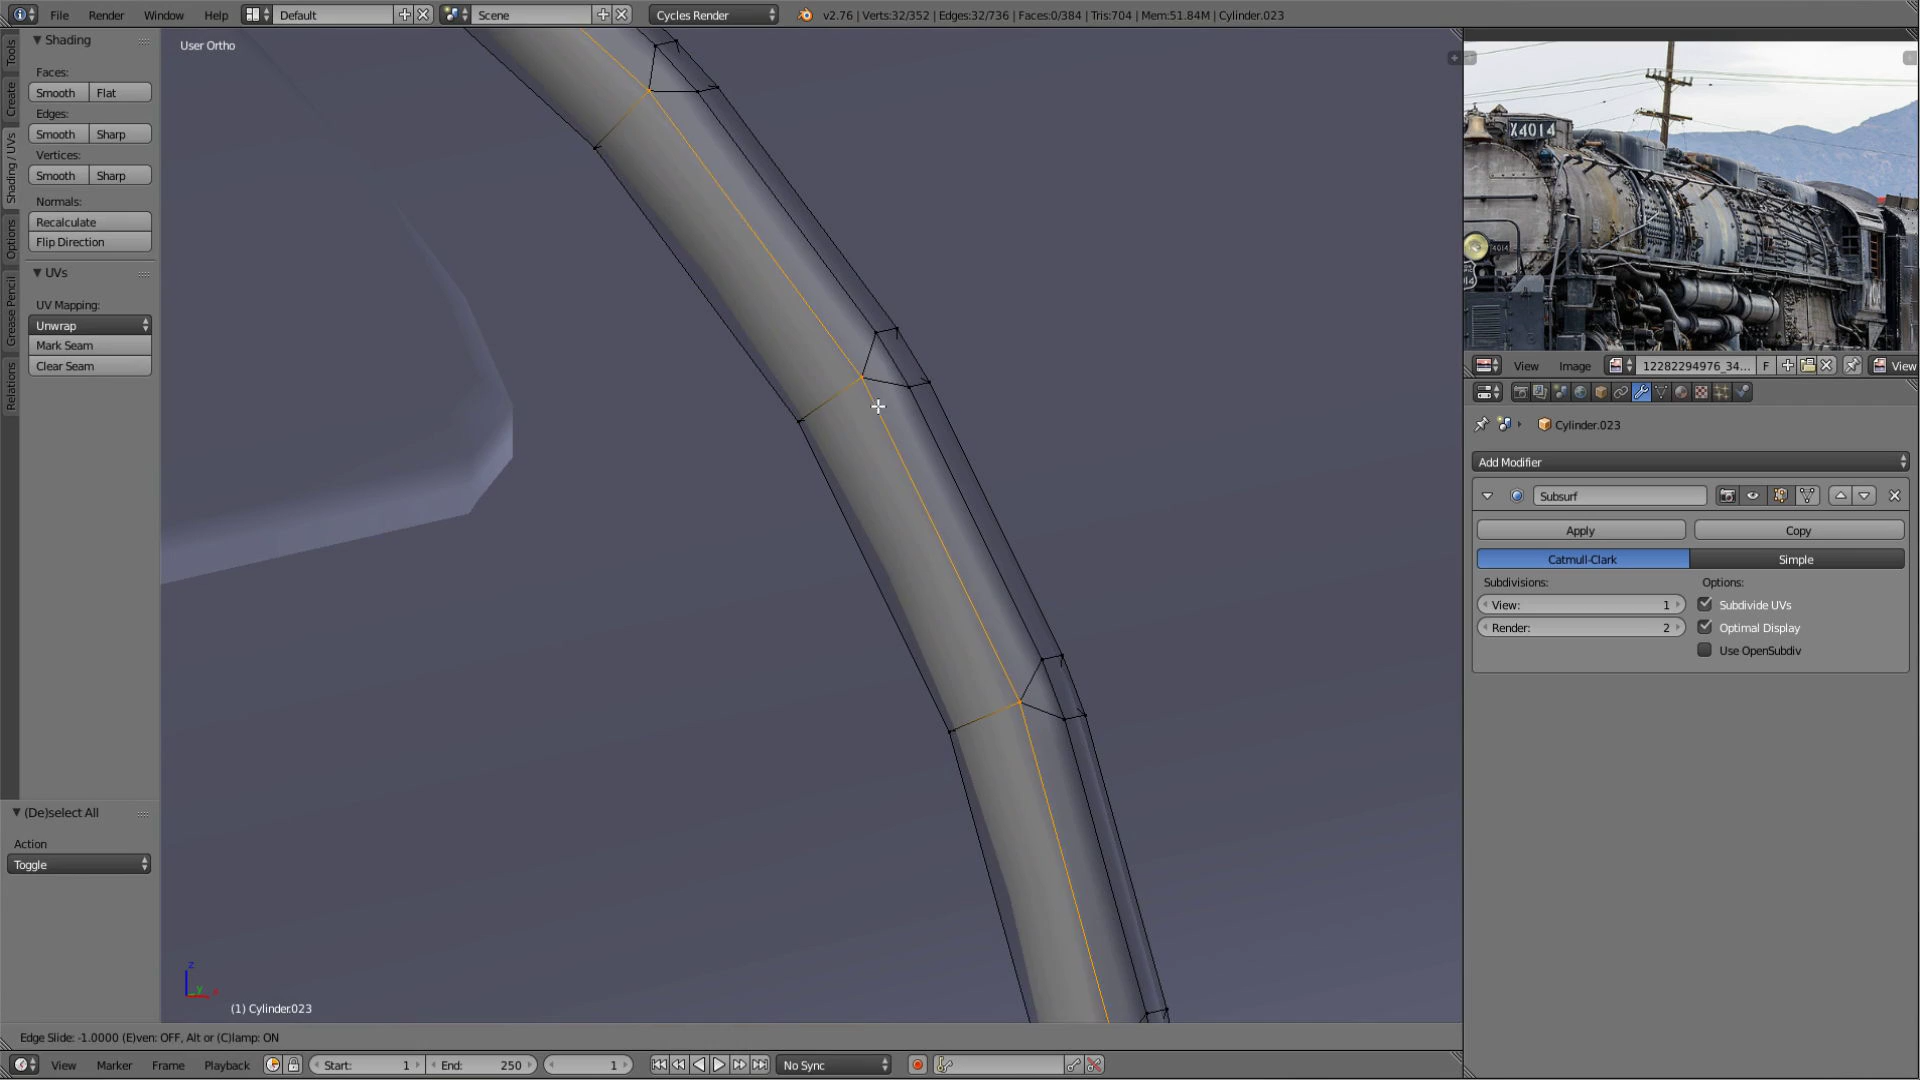 File Render Window Help Default Scene Cycles Render v2.76 | Verts:32/352 | Edges:32/736 | Faces:0/384 | Tris:704 | Mem:51.84M | Cylinder.023
Shading
Faces:
Smooth Flat
Edges:
Smooth Sharp
Vertices:
Smooth Sharp
Normals:
Recalculate
Flip Direction
UVs
UV Mapping:
Unwrap
Mark Seam
Clear Seam
Tools
Create
Shading / UVs
Options
Grease Pencil
Relations
(De)select All
Action
Toggle
User Ortho
z
y
x
(1) Cylinder.023
Edge Slide: -1.0000 (E)ven: OFF, Alt or (C)lamp: ON
X4014
4014
View Image 12282294976_34... F View
Cylinder.023
Add Modifier
Subsurf
Apply Copy
Catmull-Clark Simple
Subdivisions: Options:
View: 1 Subdivide UVs
Render: 2 Optimal Display
Use OpenSubdiv
View Marker Frame Playback Start: 1 End: 250 1 No Sync